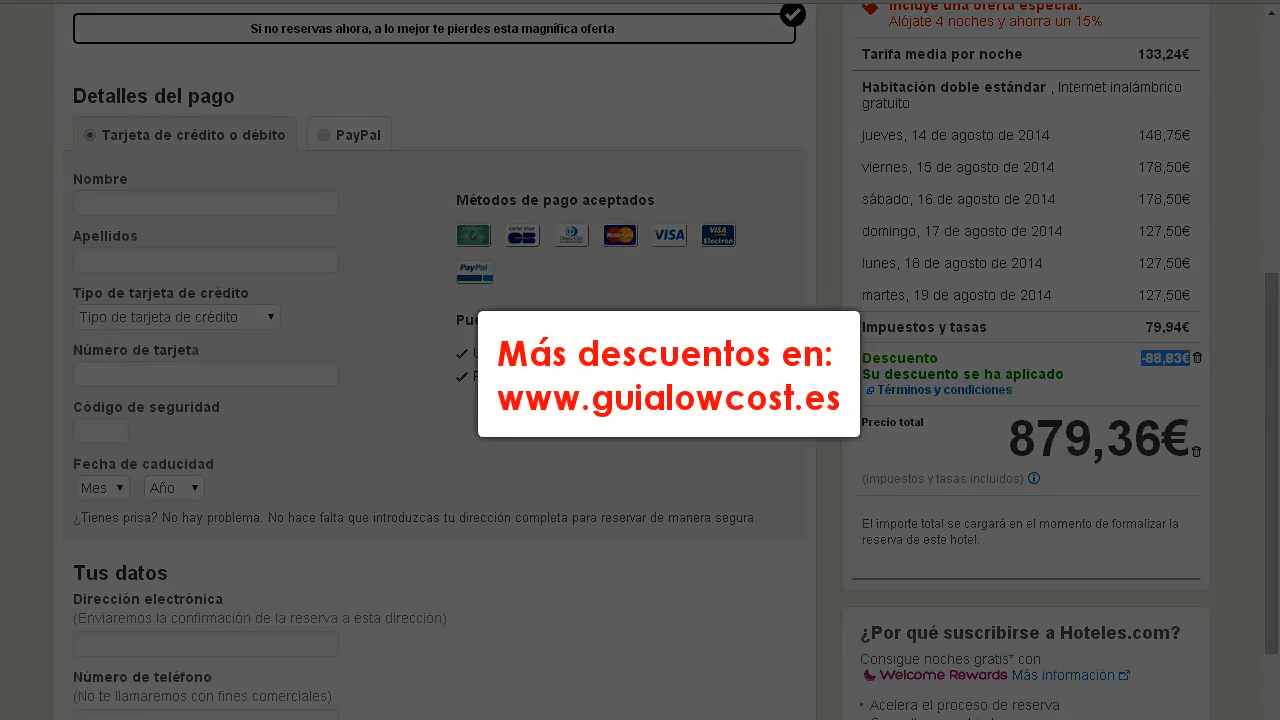 Si no reservas ahora, a lo mejor te pierdes esta magnífica oferta
Detalles del pago
Tarjeta de crédito o débito
PayPal
Nombre
Apellidos
Tipo de tarjeta de crédito
Tipo de tarjeta de crédito
Número de tarjeta
Código de seguridad
Fecha de caducidad
Mes
Año
¿Tienes prisa? No hay problema. No hace falta que introduzcas tu dirección completa para reservar de manera segura.
Métodos de pago aceptados
VISA
VISA
Electron
PayPal
Más descuentos en:
www.guialowcost.es
Tus datos
Dirección electrónica
(Enviaremos la confirmación de la reserva a esta dirección)
Número de teléfono
(No te llamaremos con fines comerciales)
Incluye una oferta especial.
Alójate 4 noches y ahorra un 15%
Tarifa media por noche 133,24€
Habitación doble estándar , Internet inalámbrico
gratuito
jueves, 14 de agosto de 2014 148,75€
viernes, 15 de agosto de 2014 178,50€
sábado, 16 de agosto de 2014 178,50€
domingo, 17 de agosto de 2014 127,50€
lunes, 18 de agosto de 2014 127,50€
martes, 19 de agosto de 2014 127,50€
Impuestos y tasas 79,94€
Descuento -88,83€
Su descuento se ha aplicado
Términos y condiciones
Precio total 879,36€
(impuestos y tasas incluidos)
El importe total se cargará en el momento de formalizar la
reserva de este hotel.
¿Por qué suscribirse a Hoteles.com?
Consigue noches gratis* con
Welcome Rewards Más información
Acelera el proceso de reserva